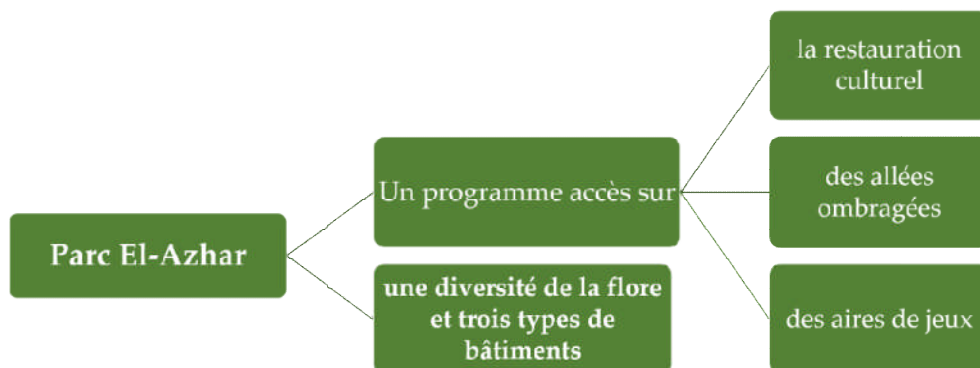 Parc El-Azhar
Un programme accès sur
une diversité de la flore
et trois types de
bâtiments
la restauration
culturel
des allées
ombragées
des aires de jeux